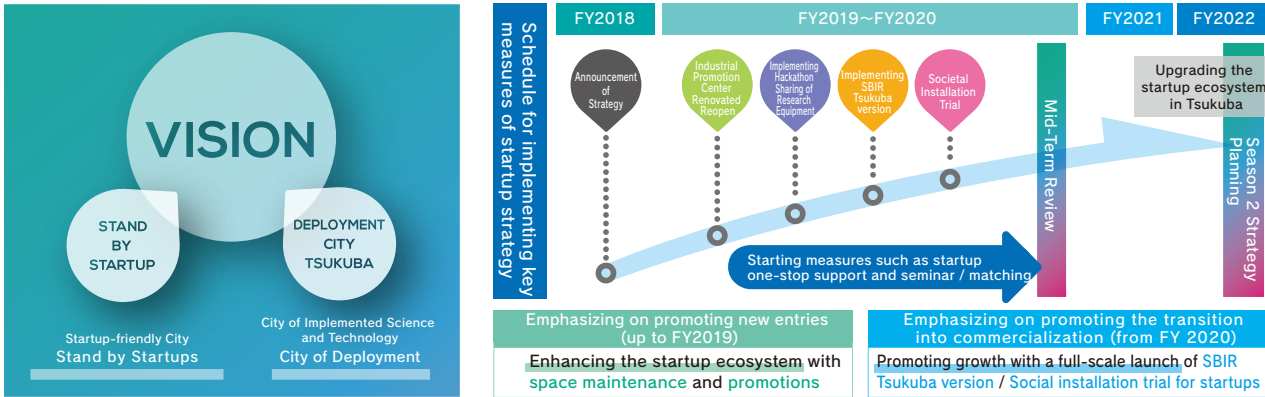 VISION
STAND
BY
STARTUP
DEPLOYMENT
CITY
TSUKUBA
Startup-friendly City
Stand by Startups
City of Implemented Science
and Technology
City of Deployment
Schedule for implementing key
measures of startup strategy
FY2018
FY2019~FY2020
FY2021
FY2022
Announcement
of
Strategy
Industrial
Promotion
Center
Renovated
Reopen
Implementing
Hackathon
Sharing of
Research
Equipment
Implementing
SBIR
Tsukuba
version
Societal
Installation
Trial
Mid-Term Review
Upgrading the
startup ecosystem
in Tsukuba
Season 2 Strategy
Planning
Starting measures such as startup
one-stop support and seminar / matching
Emphasizing on promoting new entries
(up to FY2019)
Enhancing the startup ecosystem with
space maintenance and promotions
Emphasizing on promoting the transition
into commercialization (from FY 2020)
Promoting growth with a full-scale launch of SBIR
Tsukuba version / Social installation trial for startups